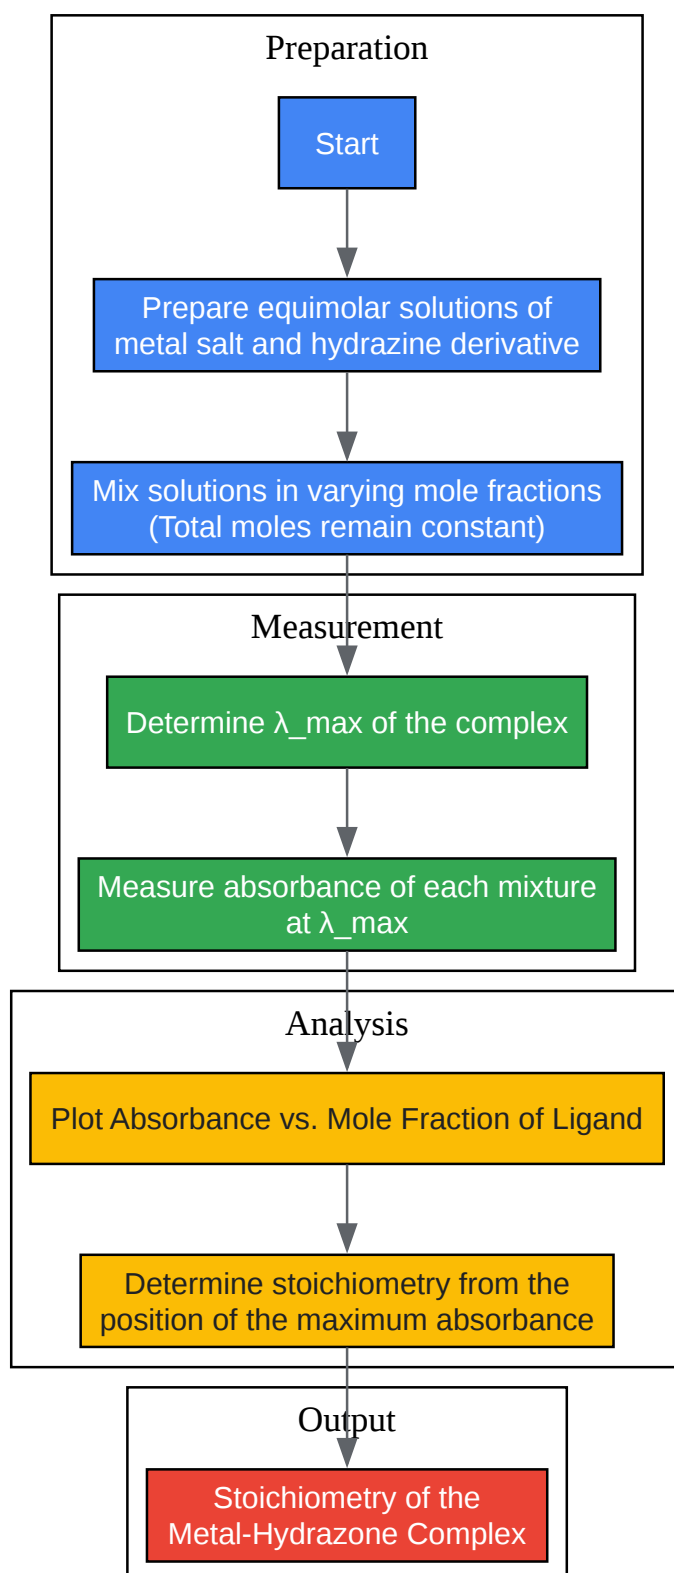 Preparation
Start
Prepare equimolar solutions of
metal salt and hydrazine derivative
Mix solutions in varying mole fractions
(Total moles remain constant)
Measurement
Determine λ_max of the complex
Measure absorbance of each mixture
at λ_max
Analysis
Plot Absorbance vs. Mole Fraction of Ligand
Determine stoichiometry from the
position of the maximum absorbance
Output
Stoichiometry of the
Metal-Hydrazone Complex